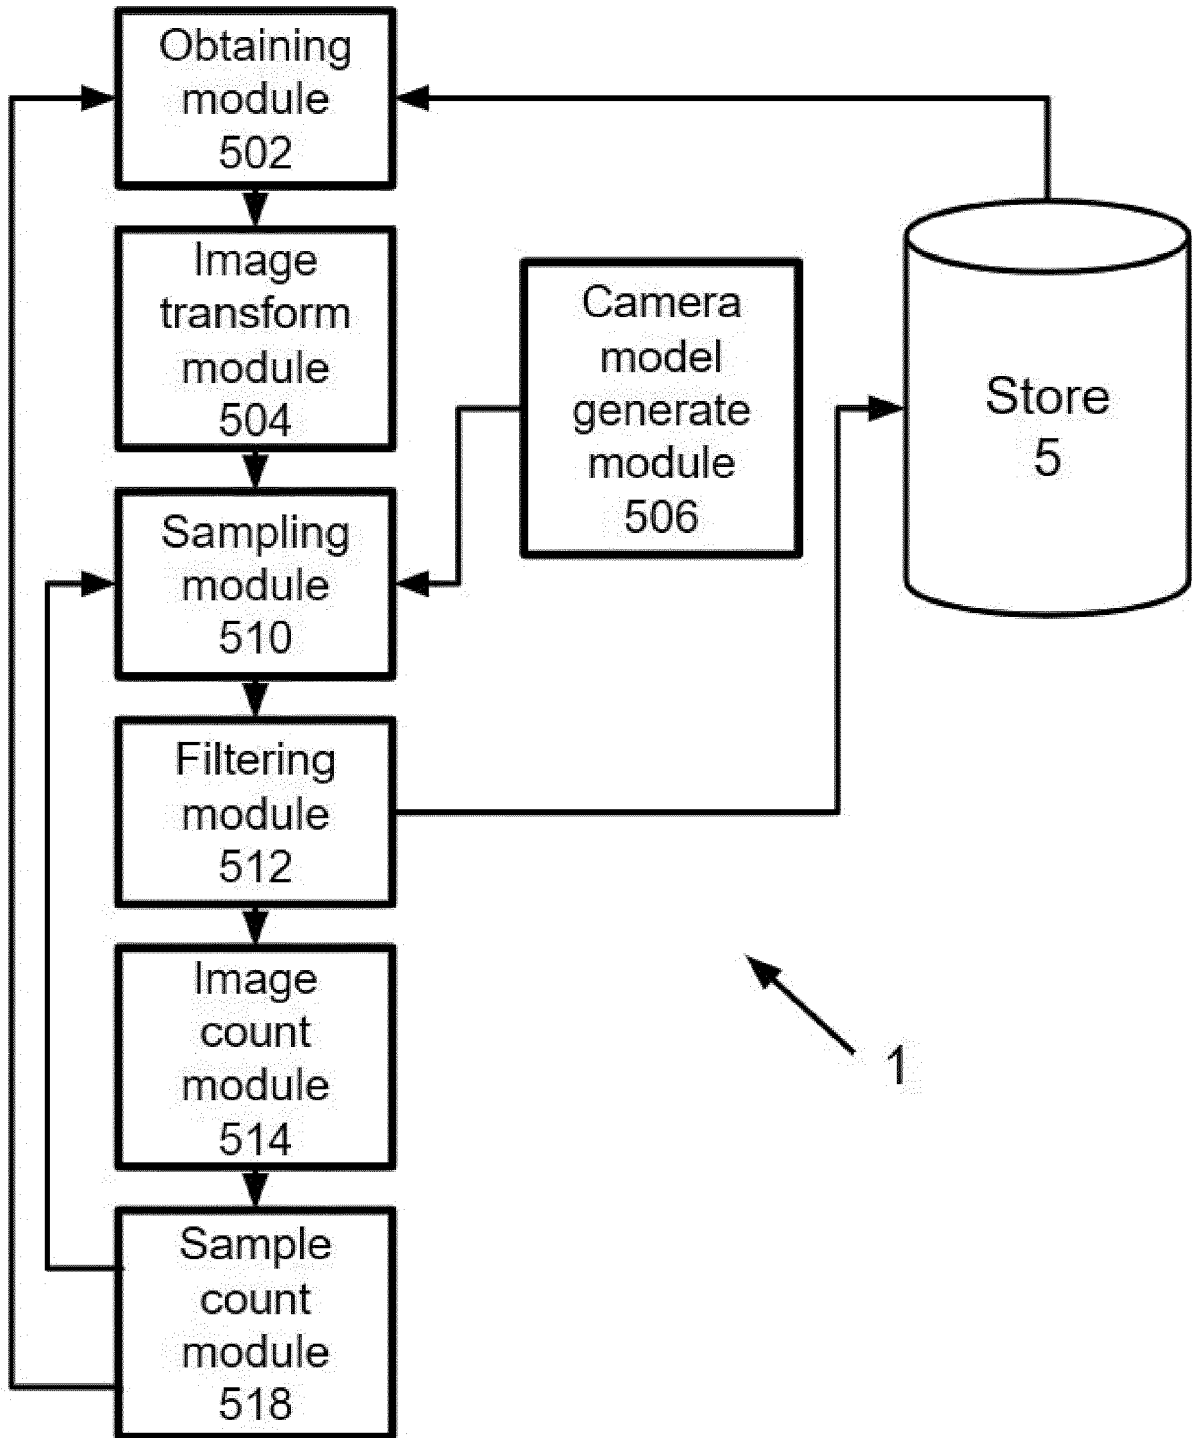 Obtaining
module
502
Image
transform
module
504
Camera
model
generate
module
506
Store
5
Sampling
module
510
Filtering
module
512
Image
count
module
514
1
Sample
count
module
518